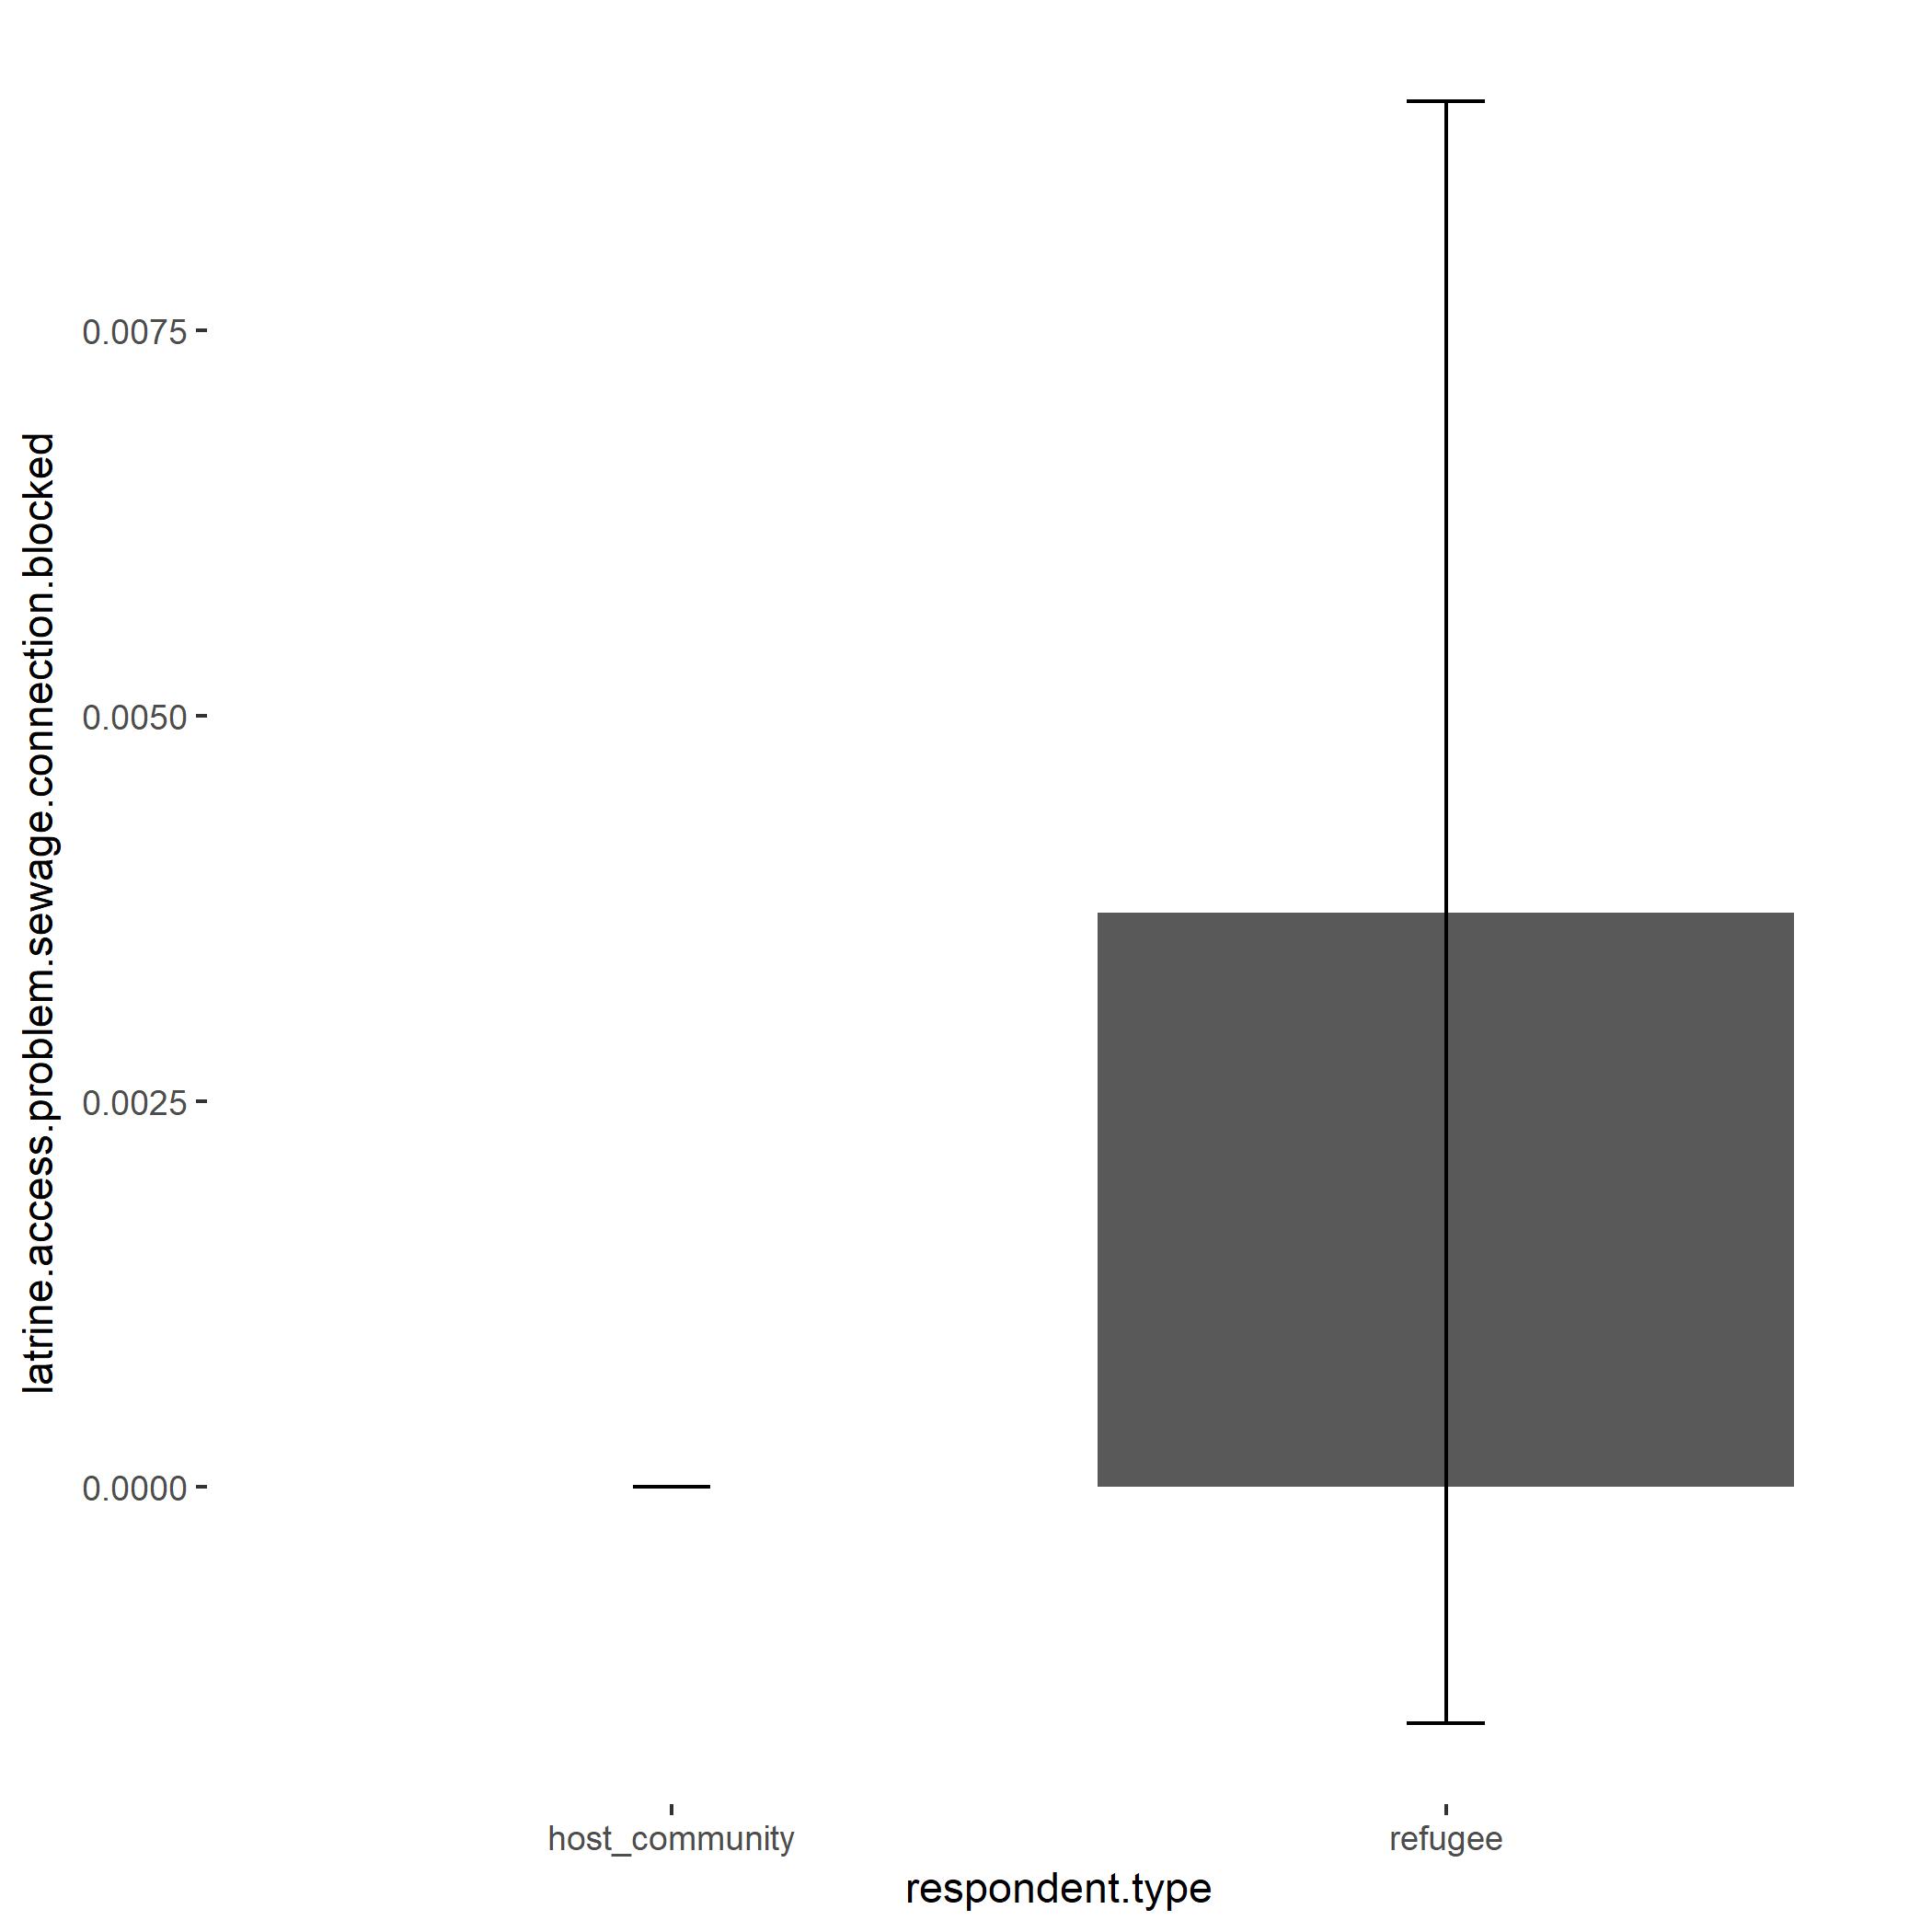 latrine.access.problem.sewage.connection.blocked
0.0075
0.0050
0.0025
0.0000
host_community
refugee
respondent.type